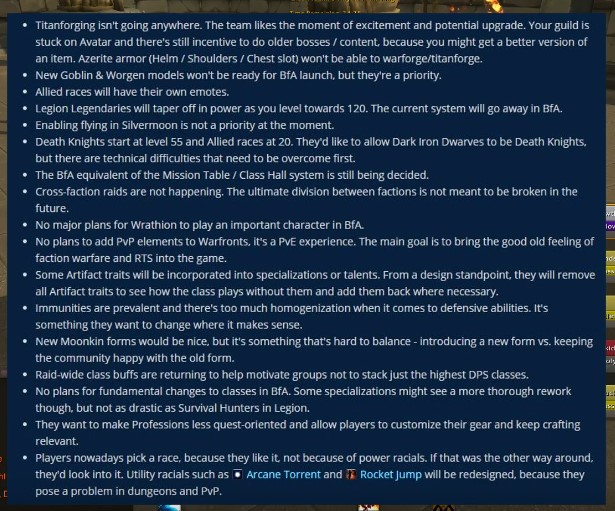 Titanforging isn't going anywhere. The team likes the moment of excitement and potential upgrade. Your guild is
stuck on Avatar and there's still incentive to do older bosses / content, because you might get a better version of
an item. Azerite armor (Helm / Shoulders / Chest slot) won't be able to warforge/titanforge.
New Goblin & Worgen models won't be ready for BfA launch, but they're a priority.
Allied races will have their own emotes.
Legion Legendaries will taper off in power as you level towards 120. The current system will go away in BfA.
Enabling flying in Silvermoon is not a priority at the moment.
Death Knights start at level 55 and Allied races at 20. They'd like to allow Dark Iron Dwarves to be Death Knights,
but there are technical difficulties that need to be overcome first.
The BfA equivalent of the Mission Table / Class Hall system is still being decided.
Cross-faction raids are not happening. The ultimate division between factions is not meant to be broken in the
future.
No major plans for Wrathion to play an important character in BfA.
No plans to add PvP elements to Warfronts, it's a PvE experience. The main goal is to bring the good old feeling of
faction warfare and RTS into the game.
Some Artifact traits will be incorporated into specializations or talents. From a design standpoint, they will remove
all Artifact traits to see how the class plays without them and add them back where necessary.
Immunities are prevalent and there's too much homogenization when it comes to defensive abilities. It's
something they want to change where it makes sense.
New Moonkin forms would be nice, but it's something that's hard to balance - introducing a new form vs. keeping
the community happy with the old form.
Raid-wide class buffs are returning to help motivate groups not to stack just the highest DPS classes.
No plans for fundamental changes to classes in BfA. Some specializations might see a more thorough rework
though, but not as drastic as Survival Hunters in Legion.
They want to make Professions less quest-oriented and allow players to customize their gear and keep crafting
relevant.
Players nowadays pick a race, because they like it, not because of power racials. If that was the other way around,
they'd look into it. Utility racials such as Arcane Torrent and Rocket Jump will be redesigned, because they
pose a problem in dungeons and PvP.